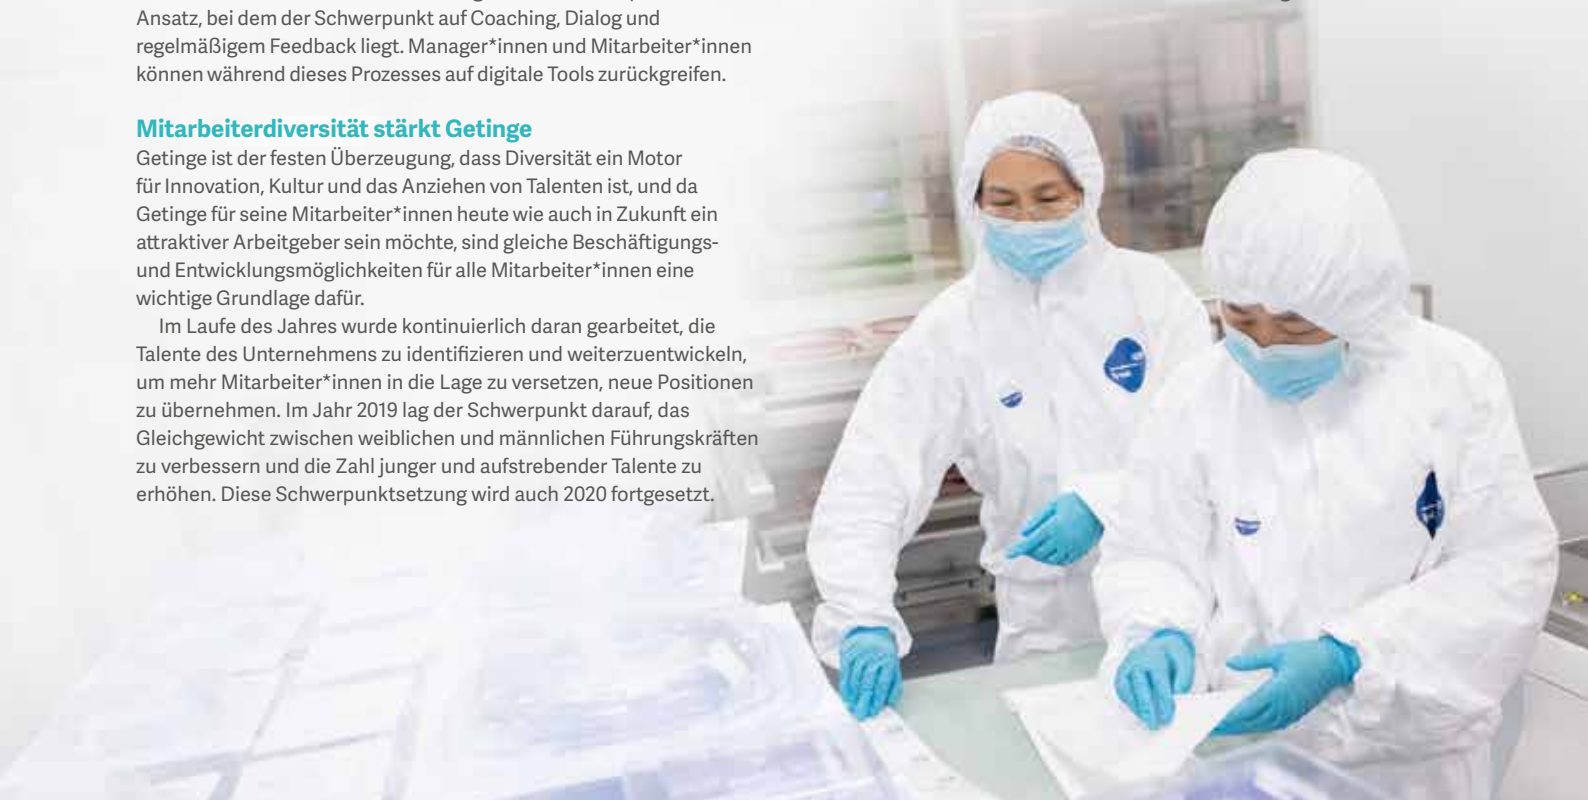 Ansatz, bei dem der Schwerpunkt auf Coaching, Dialog und
regelmäßigem Feedback liegt. Manager*innen und Mitarbeiter*innen
können während dieses Prozesses auf digitale Tools zurückgreifen.
Mitarbeiterdiversität stärkt Getinge
Getinge ist der festen Überzeugung, dass Diversität ein Motor
für Innovation, Kultur und das Anziehen von Talenten ist, und da
Getinge für seine Mitarbeiter*innen heute wie auch in Zukunft ein
attraktiver Arbeitgeber sein möchte, sind gleiche Beschäftigungs-
und Entwicklungsmöglichkeiten für alle Mitarbeiter*innen eine
wichtige Grundlage dafür.
Im Laufe des Jahres wurde kontinuierlich daran gearbeitet, die
Talente des Unternehmens zu identifizieren und weiterzuentwickeln,
um mehr Mitarbeiter*innen in die Lage zu versetzen, neue Positionen
zu übernehmen. Im Jahr 2019 lag der Schwerpunkt darauf, das
Gleichgewicht zwischen weiblichen und männlichen Führungskräften
zu verbessern und die Zahl junger und aufstrebender Talente zu
erhöhen. Diese Schwerpunktsetzung wird auch 2020 fortgesetzt.